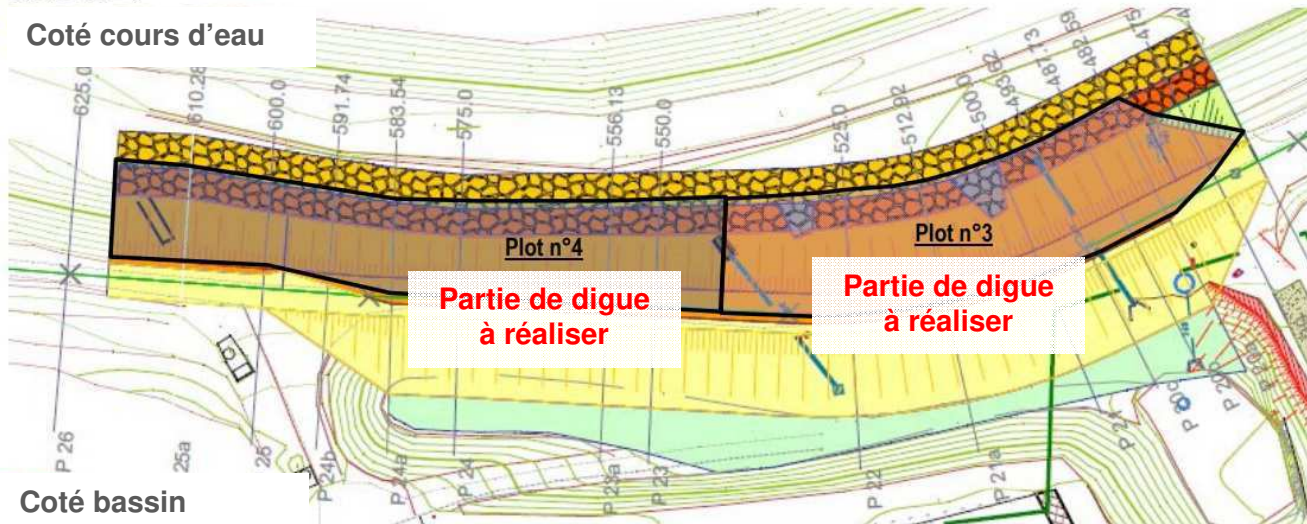 Coté cours d'eau
625.0
610.28
600.0
591.74
583.54
575.0
556.13
550.0
525.0
512.92
500.0
493.62
487.73
482.59
475
Plot n°4
Plot n°3
Partie de digue
à réaliser
Partie de digue
à réaliser
P 26
25a
25
P 24b
P 24a
P 24
P 23a
P 23
P 22
P 21a
P 21
Coté bassin